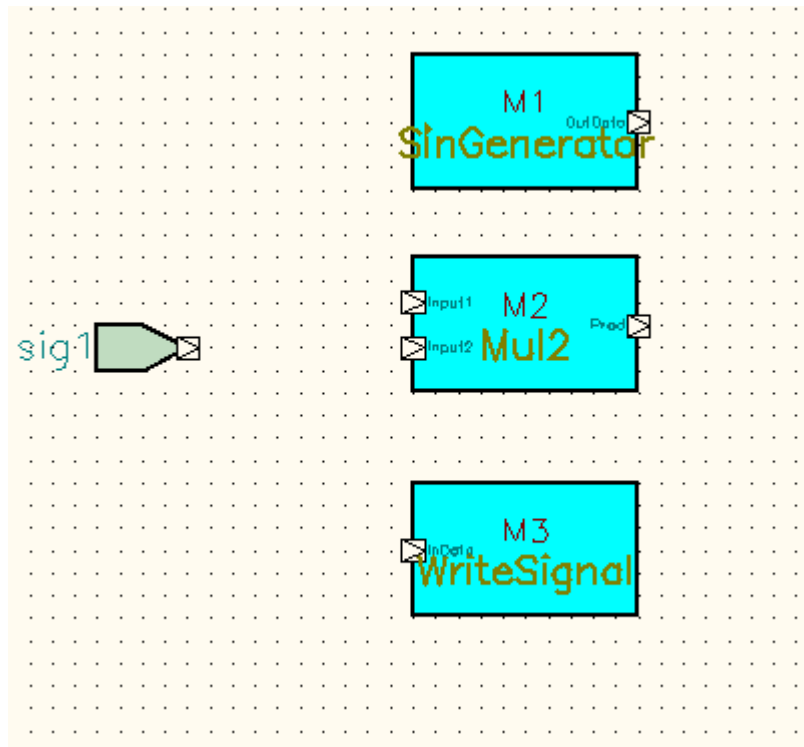 M1
OutData
SinGenerator
Input1
M2
Prod
sig1
Input2
Mul2
M3
InData
WriteSignal